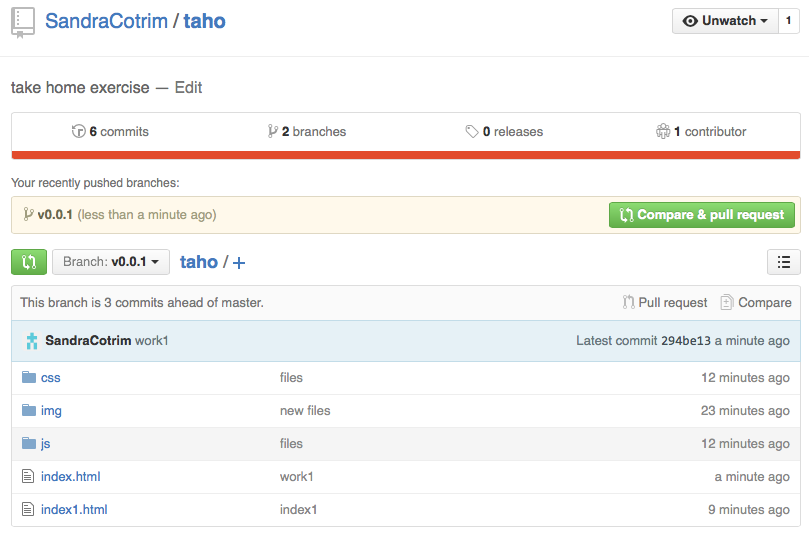 SandraCotrim / taho
Unwatch 1
take home exercise — Edit
6 commits 2 branches 0 releases 1 contributor
Your recently pushed branches:
v0.0.1 (less than a minute ago) Compare & pull request
Branch: v0.0.1 taho / +
This branch is 3 commits ahead of master. Pull request Compare
SandraCotrim work1 Latest commit 294be13 a minute ago
css files 12 minutes ago
img new files 23 minutes ago
js files 12 minutes ago
index.html work1 a minute ago
index1.html index1 9 minutes ago